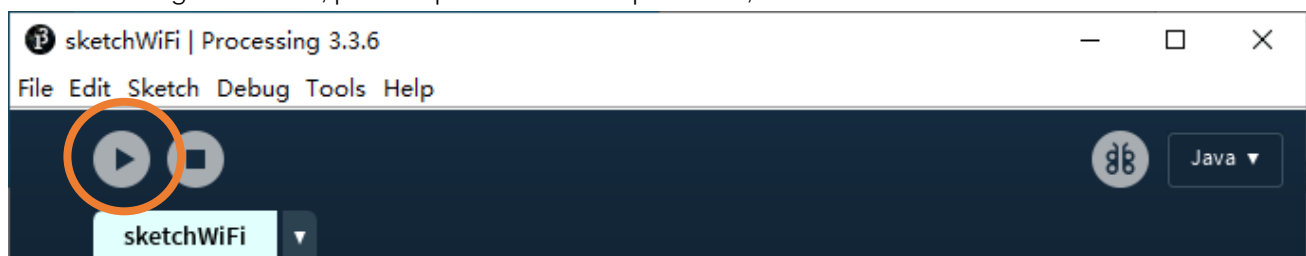 sketchWiFi | Processing 3.3.6
File Edit Sketch Debug Tools Help
Java ▼
sketchWiFi ▼